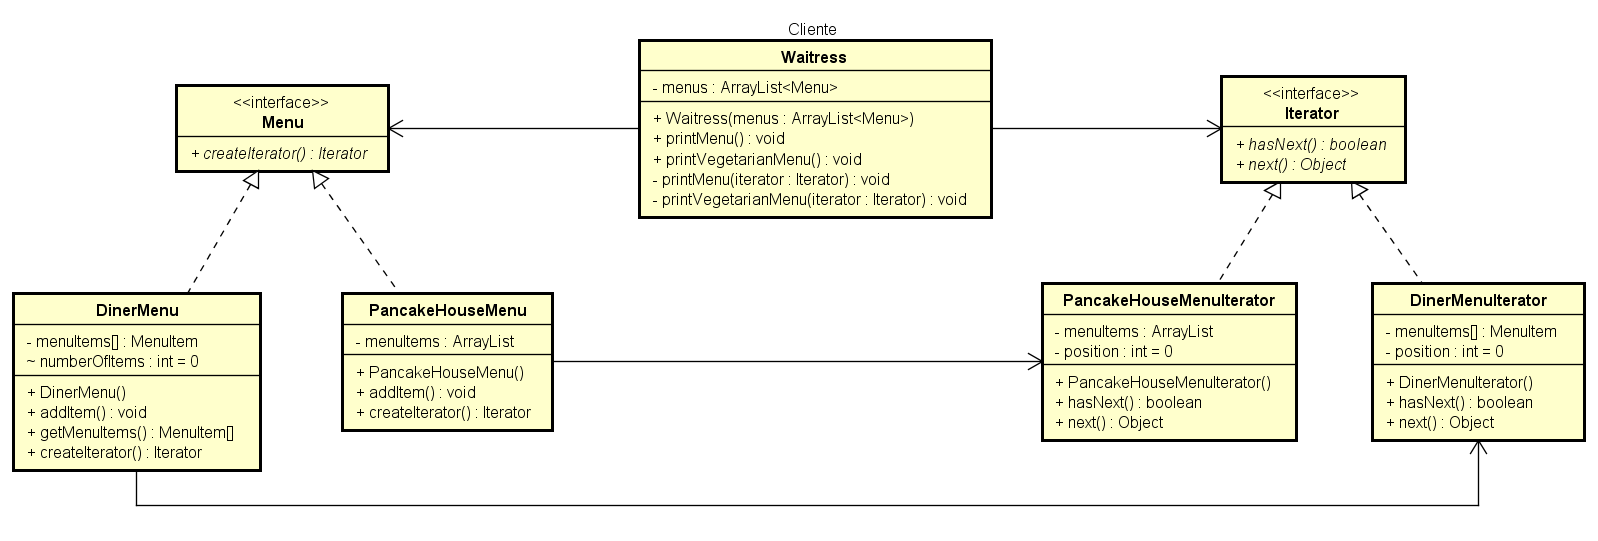 Cliente
Waitress
- menus : ArrayList<Menu>
+ Waitress(menus : ArrayList<Menu>)
+ printMenu() : void
+ printVegetarianMenu() : void
- printMenu(iterator : Iterator) : void
- printVegetarianMenu(iterator : Iterator) : void
<<interface>>
Menu
+ createIterator() : Iterator
<<interface>>
Iterator
+ hasNext() : boolean
+ next() : Object
DinerMenu
- menuItems[] : MenuItem
~ numberOfItems : int = 0
+ DinerMenu()
+ addItem() : void
+ getMenuItems() : MenuItem[]
+ createIterator() : Iterator
PancakeHouseMenu
- menuItems : ArrayList
+ PancakeHouseMenu()
+ addItem() : void
+ createIterator() : Iterator
PancakeHouseMenuIterator
- menuItems : ArrayList
- position : int = 0
+ PancakeHouseMenuIterator()
+ hasNext() : boolean
+ next() : Object
DinerMenuIterator
- menuItems[] : MenuItem
- position : int = 0
+ DinerMenuIterator()
+ hasNext() : boolean
+ next() : Object